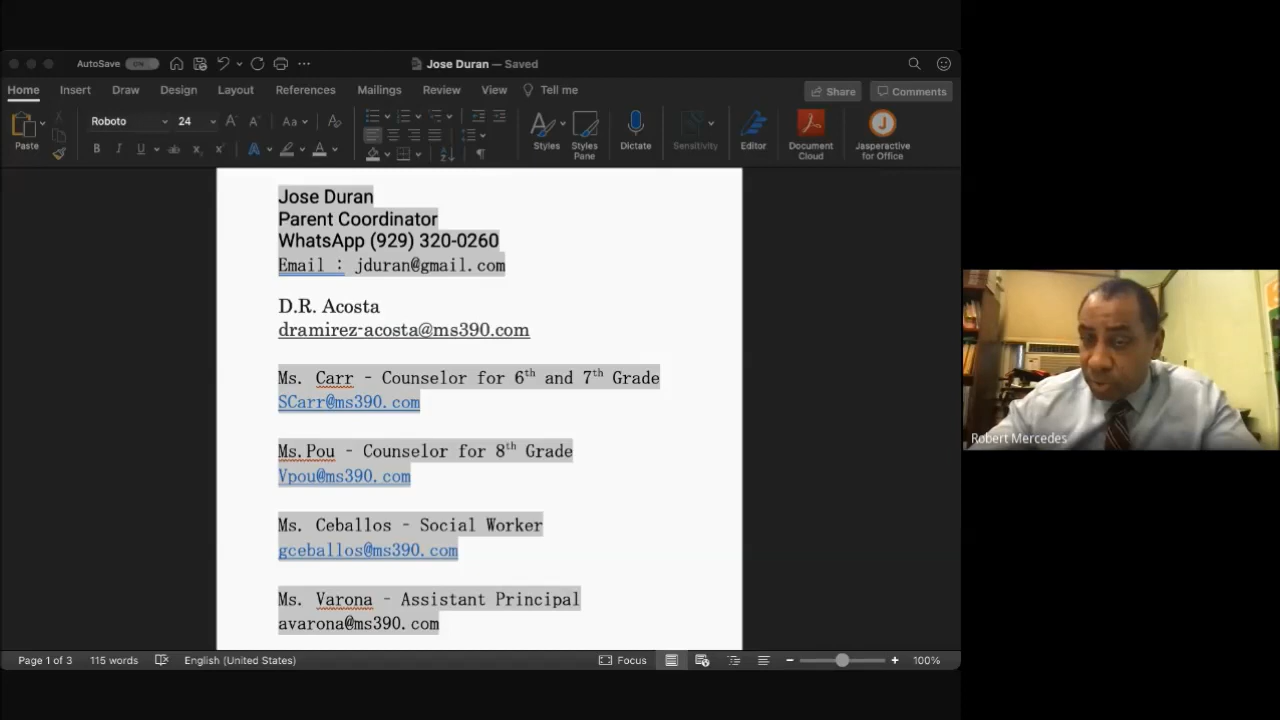 AutoSave ON
Jose Duran — Saved
Home Insert Draw Design Layout References Mailings Review View Tell me
Share Comments
Paste
Roboto 24
Aa
B I U ab x x A A
Styles
Styles Pane
Dictate
Sensitivity
Editor
Document Cloud
Jasperactive for Office
Jose Duran
Parent Coordinator
WhatsApp (929) 320-0260
Email : jduran@gmail.com
D.R. Acosta
dramirez-acosta@ms390.com
Ms. Carr - Counselor for 6th and 7th Grade
SCarr@ms390.com
Ms.Pou - Counselor for 8th Grade
Vpou@ms390.com
Ms. Ceballos - Social Worker
gceballos@ms390.com
Ms. Varona - Assistant Principal
avarona@ms390.com
Robert Mercedes
Page 1 of 3 115 words English (United States) Focus 100%